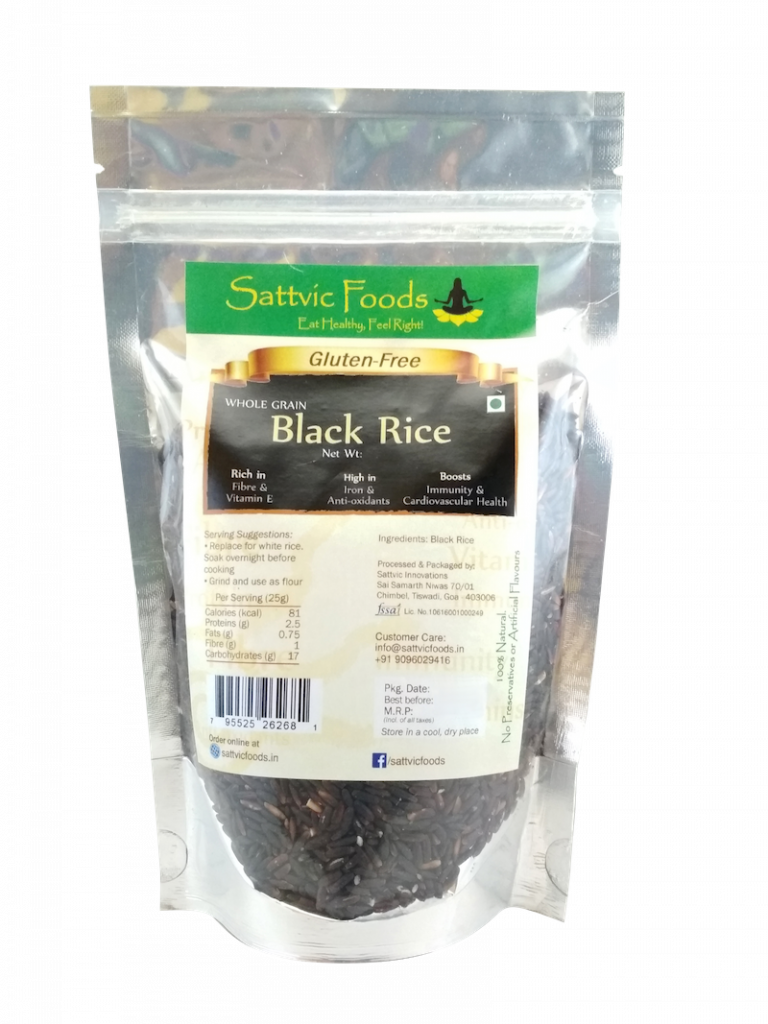 Sattvic Foods
Eat Healthy, Feel Right!
Gluten-Free
WHOLE GRAIN
Black Rice
Net Wt:
Rich in
Fibre &
Vitamin E
High in
Iron &
Anti-oxidants
Boosts
Immunity &
Cardiovascular Health
Serving Suggestions:
• Replace for white rice.
Soak overnight before
cooking
• Grind and use as flour
Per Serving (25g)
Calories (kcal) 81
Proteins (g) 2.5
Fats (g) 0.75
Fibre (g) 1
Carbohydrates (g) 17
7 95525 26268 1
Order online at
sattvicfoods.in
Ingredients: Black Rice
Processed & Packaged by:
Sattvic Innovations
Sai Samarth Niwas 70/01
Chimbel, Tiswadi, Goa - 403006
fssai Lic. No.10616001000249
Customer Care:
info@sattvicfoods.in
+91 9096029416
Pkg. Date:
Best before:
M.R.P:
(incl. of all taxes)
Store in a cool, dry place
f/sattvicfoods
100% Natural.
No Preservatives or Artificial Flavours